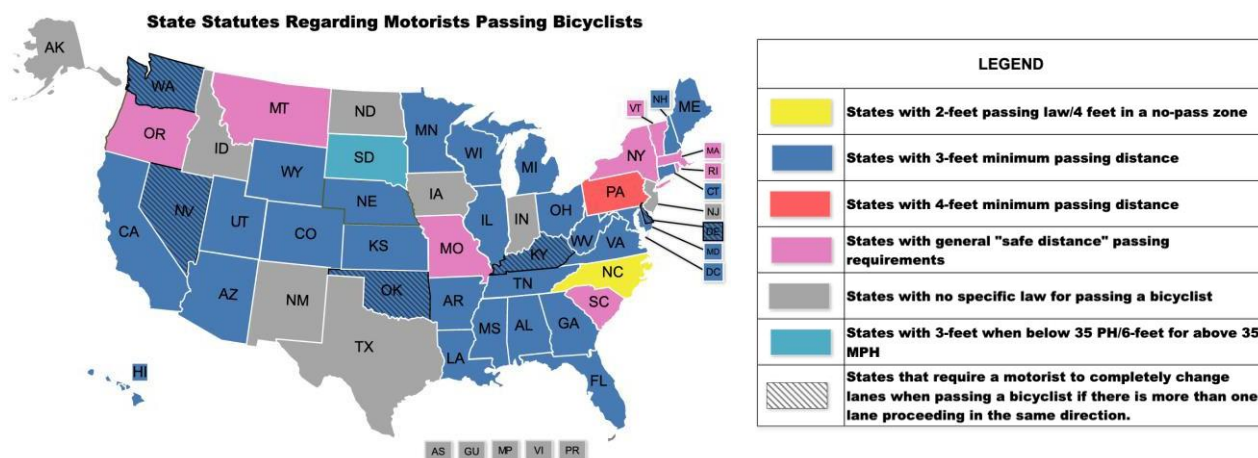 State Statutes Regarding Motorists Passing Bicyclists
AK
WA
MT
ND
MN
VT
NH
ME
OR
ID
SD
WI
MI
NY
MA
RI
WY
IA
PA
CT
NE
NJ
NV
UT
IL
IN
OH
DE
CA
CO
KS
MO
WV
VA
MD
KY
DC
NC
TN
AZ
NM
OK
AR
SC
MS
AL
GA
TX
LA
HI
FL
AS
GU
MP
VI
PR
LEGEND
States with 2-feet passing law/4 feet in a no-pass zone
States with 3-feet minimum passing distance
States with 4-feet minimum passing distance
States with general "safe distance" passing
requirements
States with no specific law for passing a bicyclist
States with 3-feet when below 35 PH/6-feet for above 35
MPH
States that require a motorist to completely change
lanes when passing a bicyclist if there is more than one
lane proceeding in the same direction.